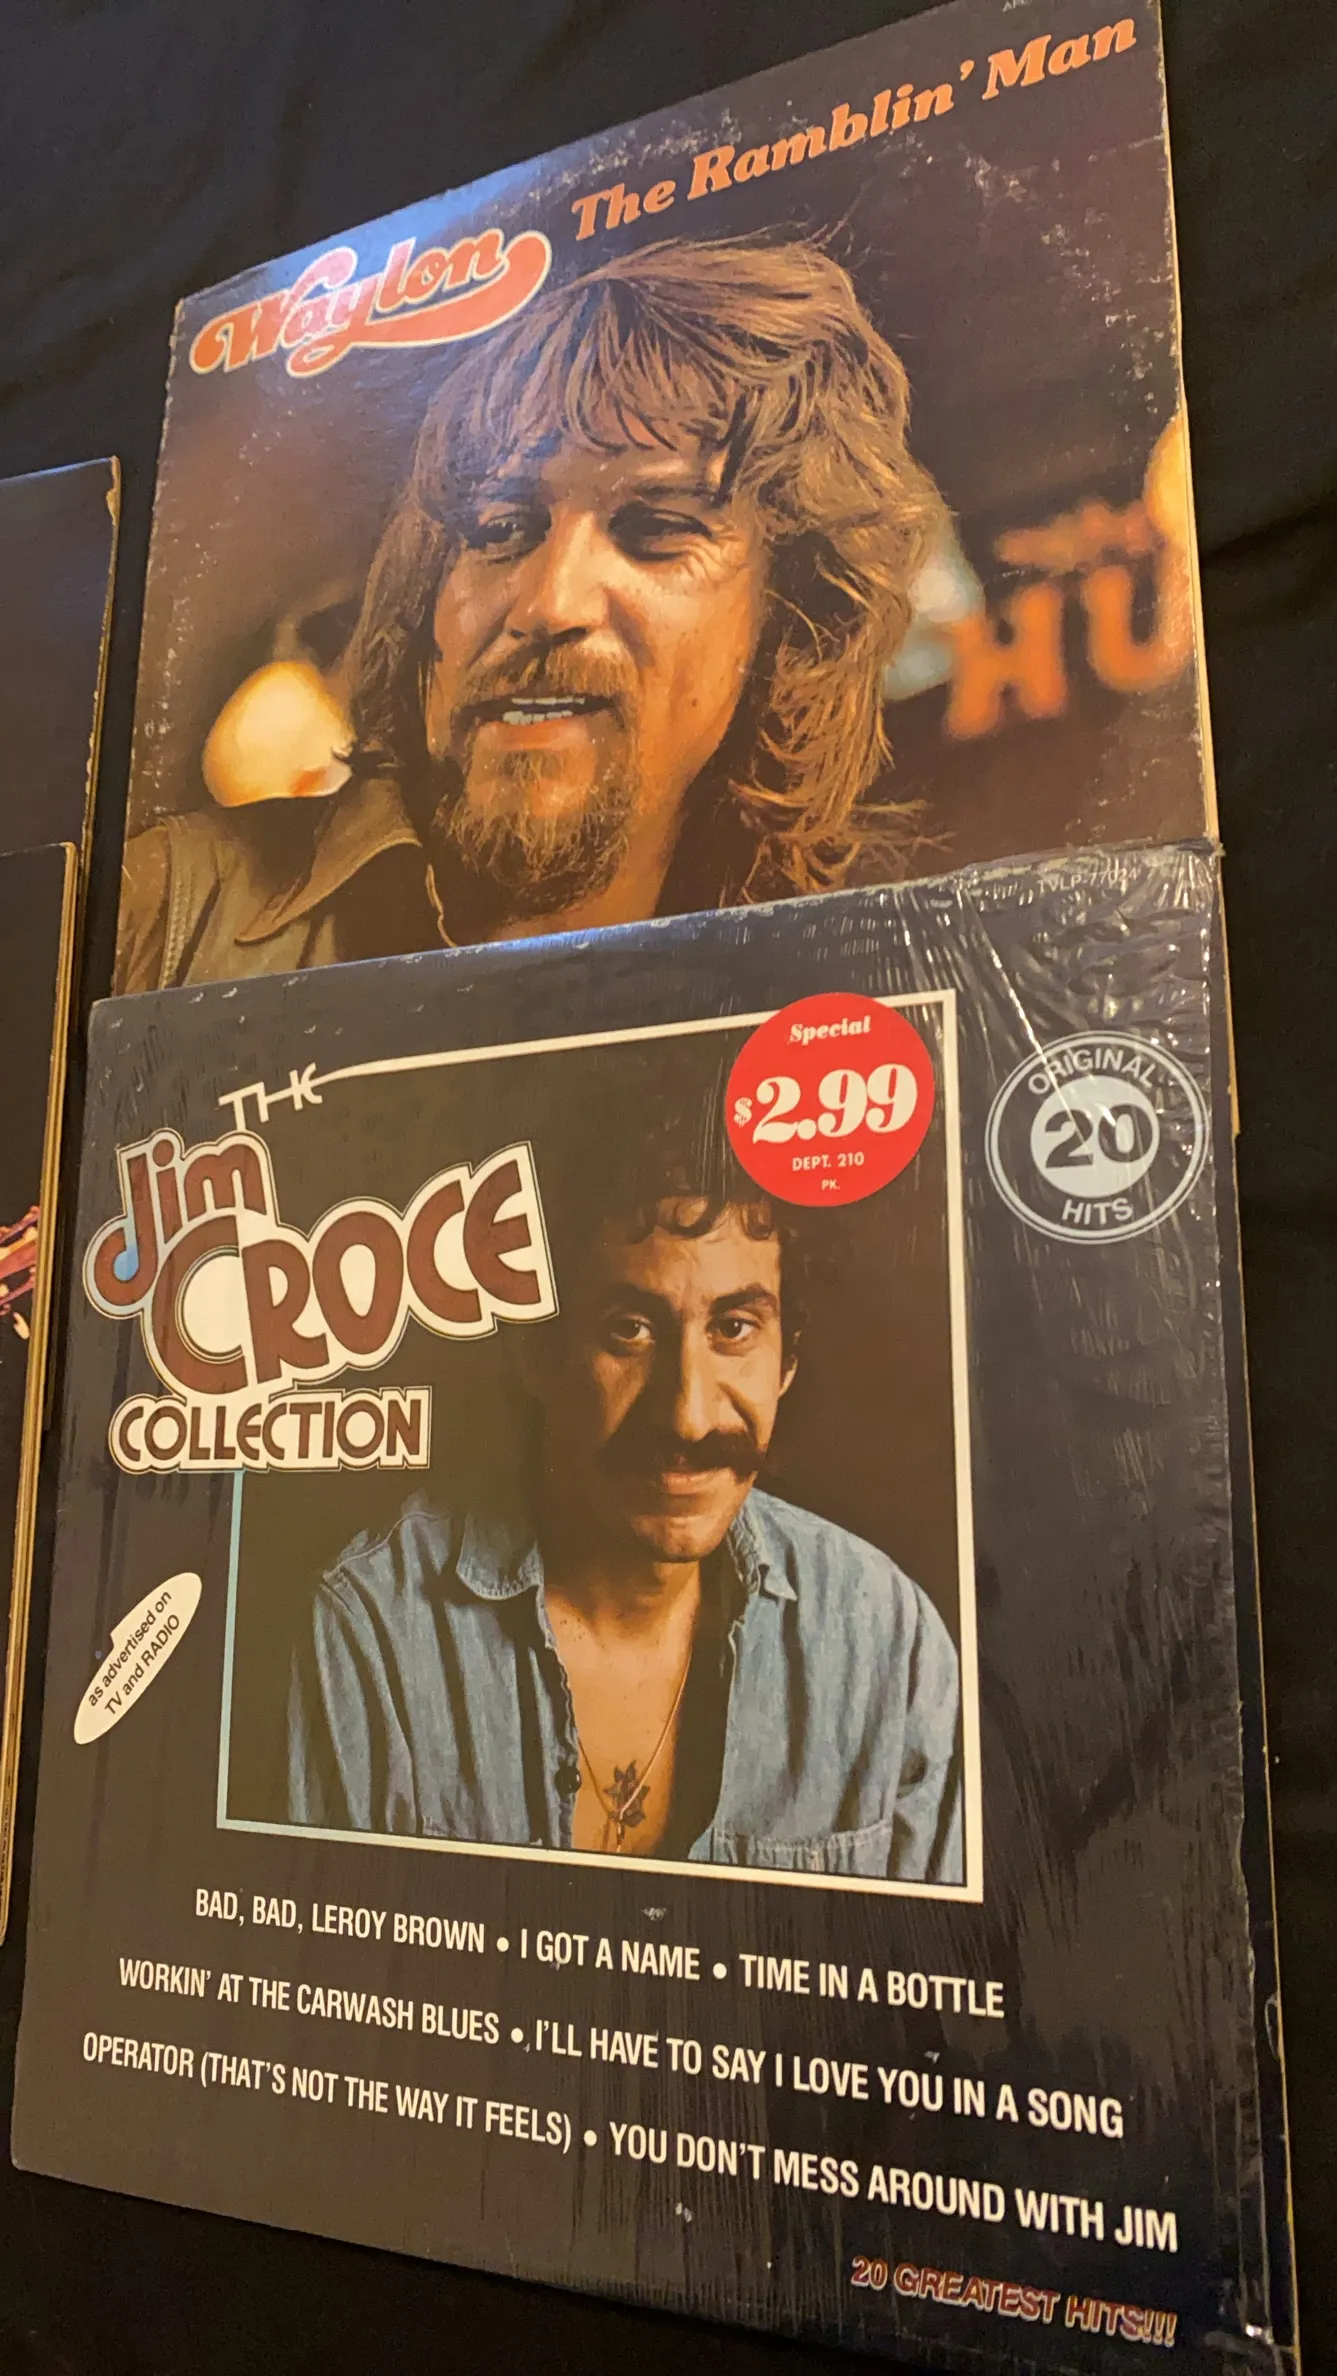 The Ramblin' Man
Waylon
HU
TVLP-77024
Special
$2.99
DEPT. 210
PK.
ORIGINAL
20
HITS
THE
Jim
CROCE
COLLECTION
as advertised on
TV and RADIO
BAD, BAD, LEROY BROWN • I GOT A NAME • TIME IN A BOTTLE
WORKIN' AT THE CARWASH BLUES • I'LL HAVE TO SAY I LOVE YOU IN A SONG
OPERATOR (THAT'S NOT THE WAY IT FEELS) • YOU DON'T MESS AROUND WITH JIM
20 GREATEST HITS!!!